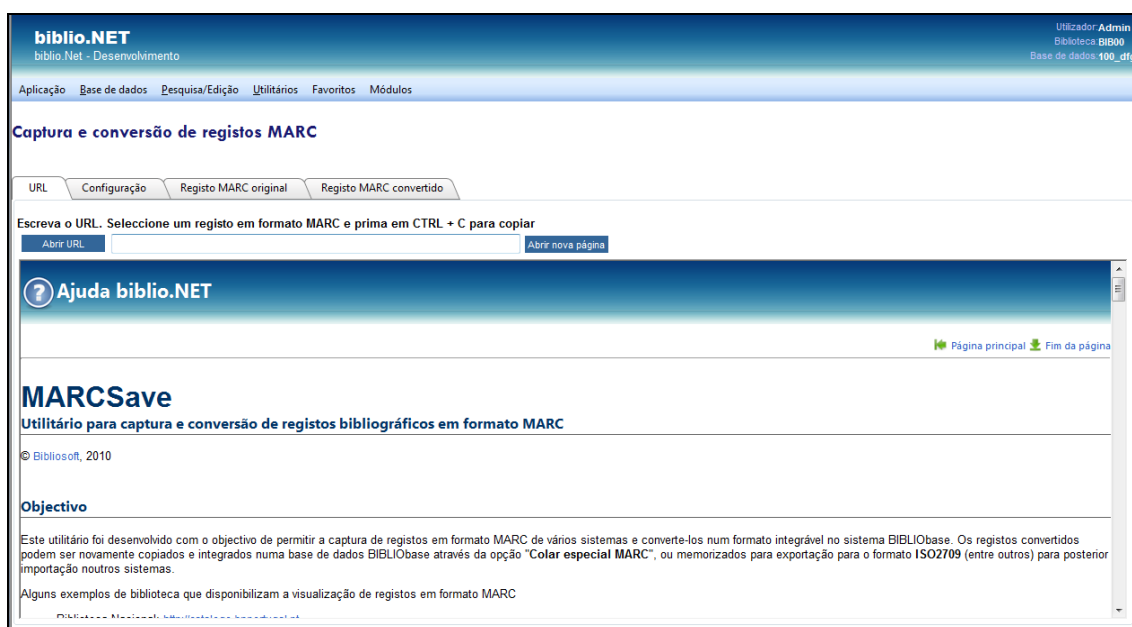 biblio.NET
biblio.Net - Desenvolvimento
Utilizador:Admin
Biblioteca:BIB00
Base de dados:100_dfg
Aplicação Base de dados Pesquisa/Edição Utilitários Favoritos Módulos
Captura e conversão de registos MARC
URL Configuração Registo MARC original Registo MARC convertido
Escreva o URL. Seleccione um registo em formato MARC e prima em CTRL + C para copiar
Abrir URL Abrir nova página
? Ajuda biblio.NET
Página principal Fim da página
MARCSave
Utilitário para captura e conversão de registos bibliográficos em formato MARC
© Bibliosoft, 2010
Objectivo
Este utilitário foi desenvolvido com o objectivo de permitir a captura de registos em formato MARC de vários sistemas e converte-los num formato integrável no sistema BIBLIObase. Os registos convertidos
podem ser novamente copiados e integrados numa base de dados BIBLIObase através da opção "Colar especial MARC", ou memorizados para exportação para o formato ISO2709 (entre outros) para posterior
importação noutros sistemas.
Alguns exemplos de biblioteca que disponibilizam a visualização de registos em formato MARC